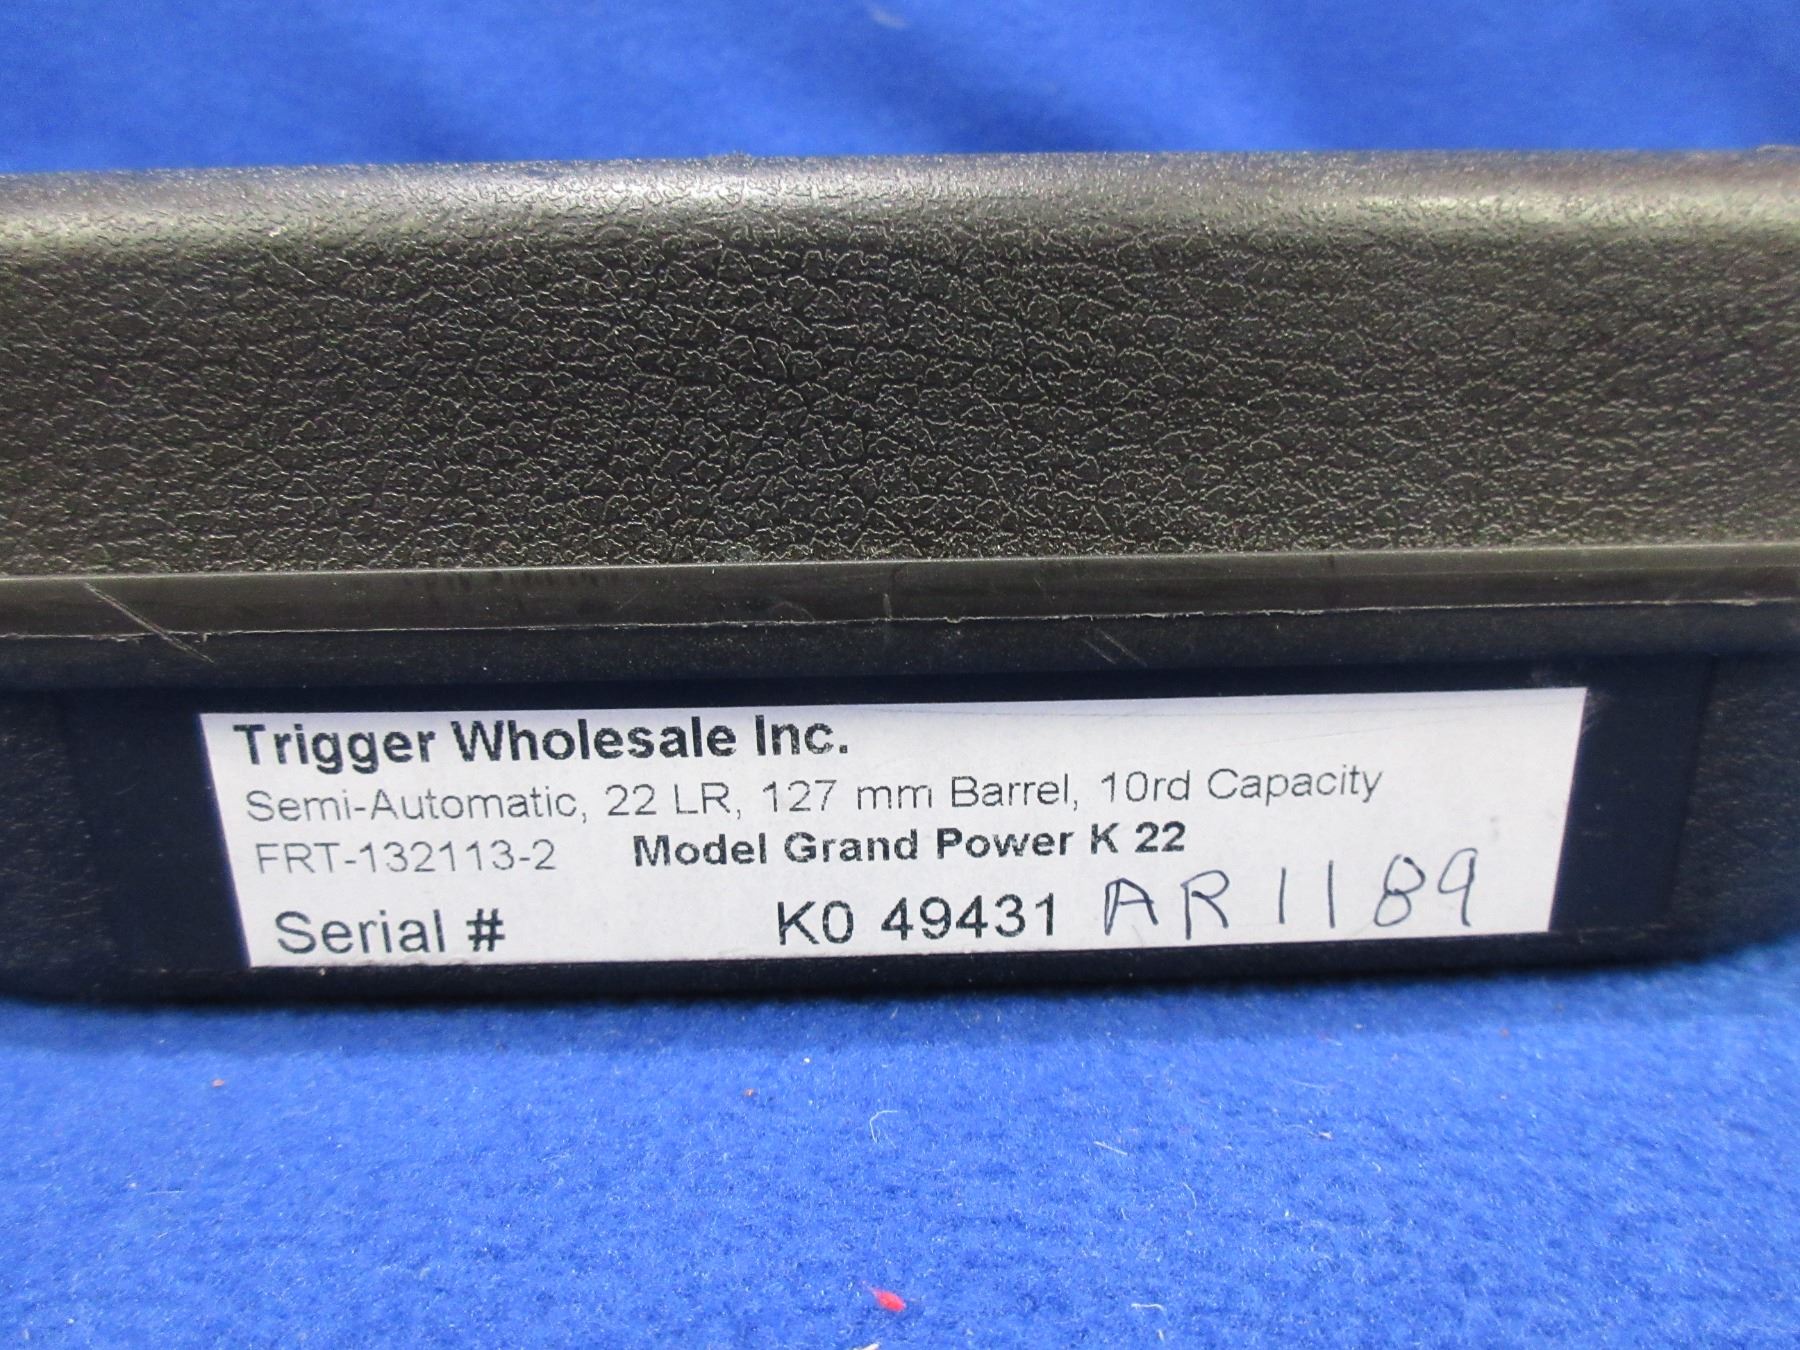 Trigger Wholesale Inc.
Semi-Automatic, 22 LR, 127 mm Barrel, 10rd Capacity
FRT-132113-2 Model Grand Power K 22
Serial # K0 49431 AR1189